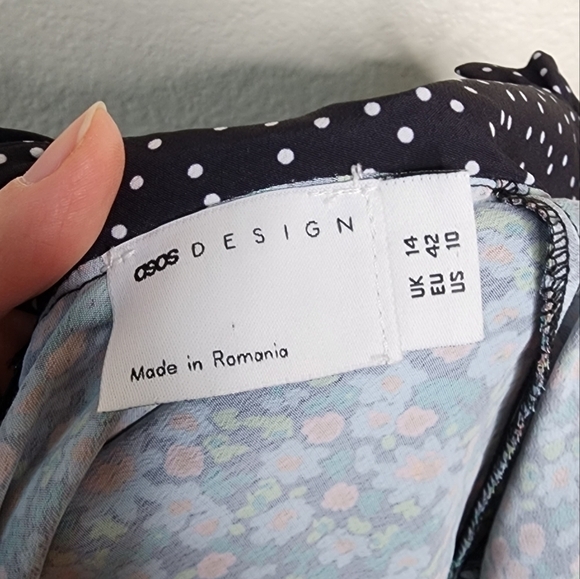 asos DESIGN
Made in Romania
UK 14
EU 42
US 10